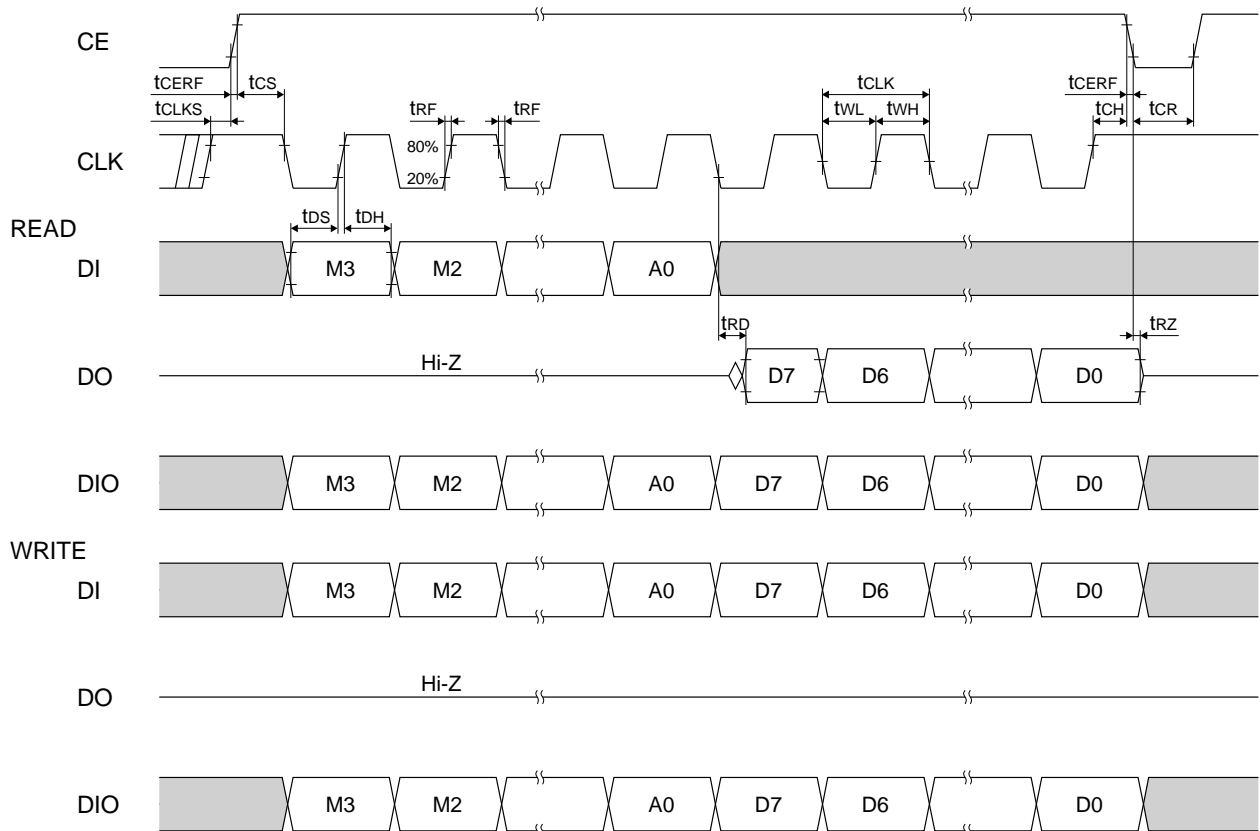 CE
tCERF tCS tCLK tCERF
tCLKS tRF tRF tWL tWH tCH tCR
CLK 80%
20%
READ tDS tDH
DI M3 M2 A0
tRD tRZ
Hi-Z
DO D7 D6 D0
DIO M3 M2 A0 D7 D6 D0
WRITE
DI M3 M2 A0 D7 D6 D0
Hi-Z
DO
DIO M3 M2 A0 D7 D6 D0